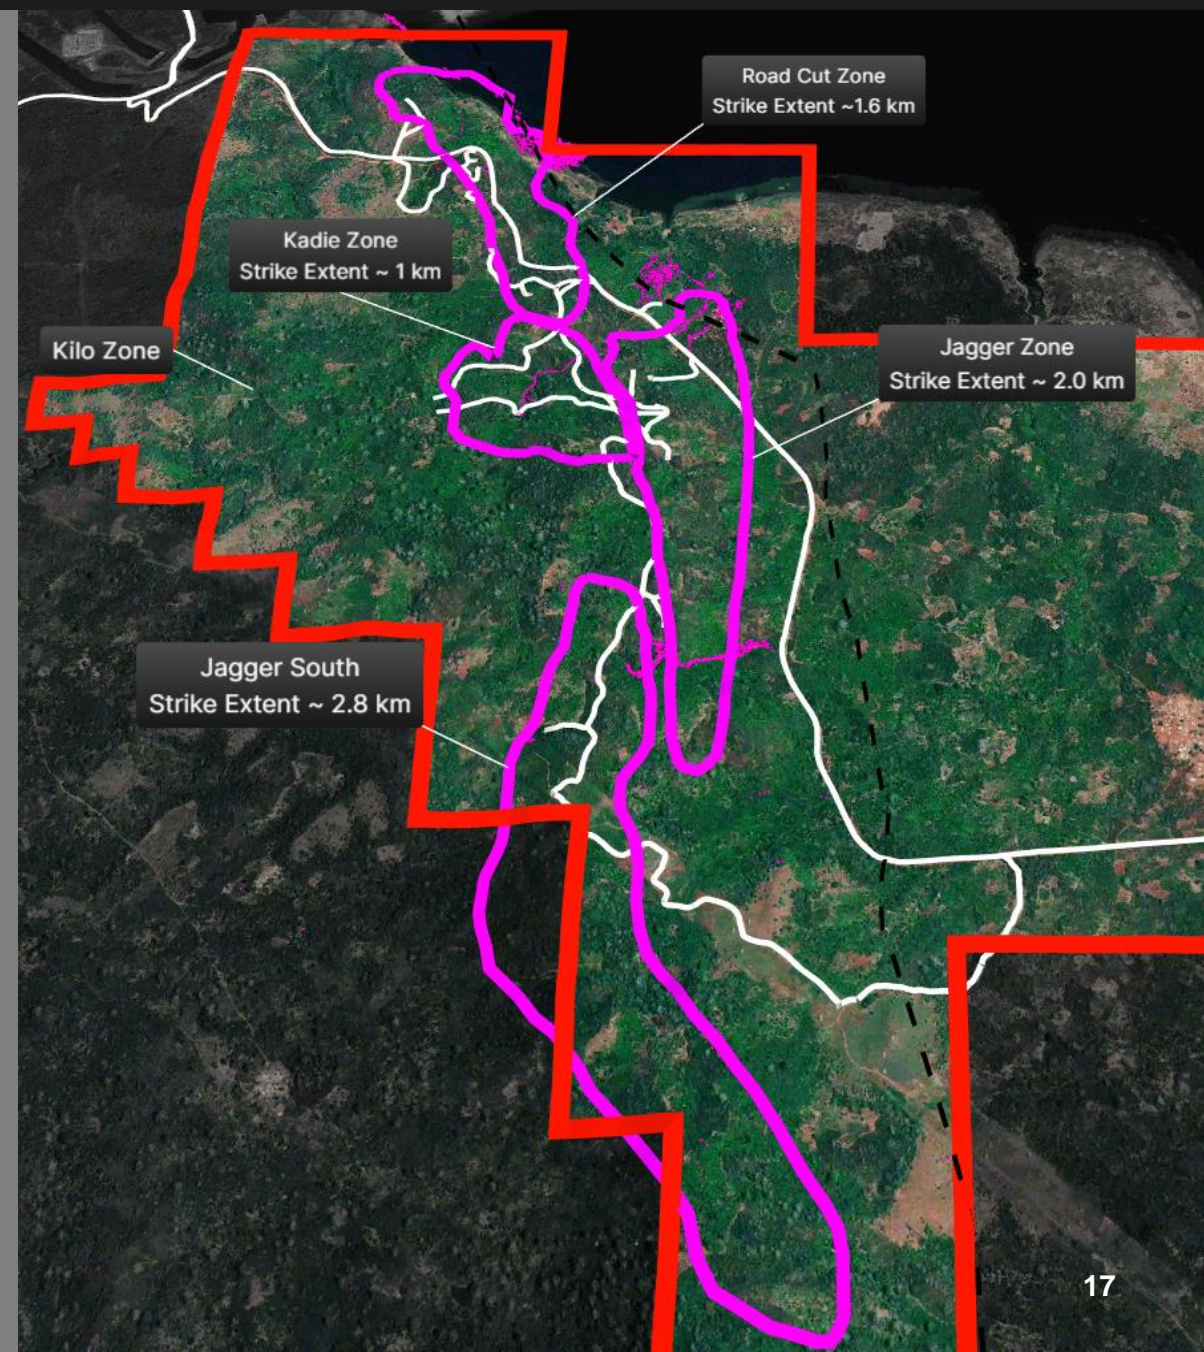 Road Cut Zone
Strike Extent ~1.6 km
Kadie Zone
Strike Extent ~ 1 km
Kilo Zone
Jagger Zone
Strike Extent ~ 2.0 km
Jagger South
Strike Extent ~ 2.8 km
17